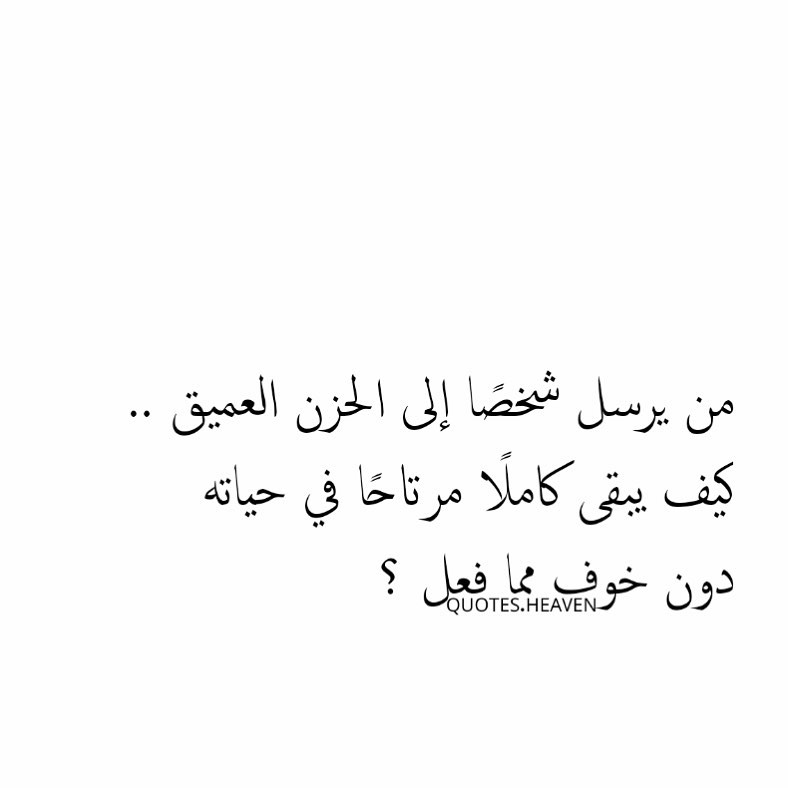 من يرسل شخصًا إلى الحزن العميق ..
كيف يبقى كاملًا مرتاحًا في حياته
دون خوف مما فعل ؟
QUOTES.HEAVEN